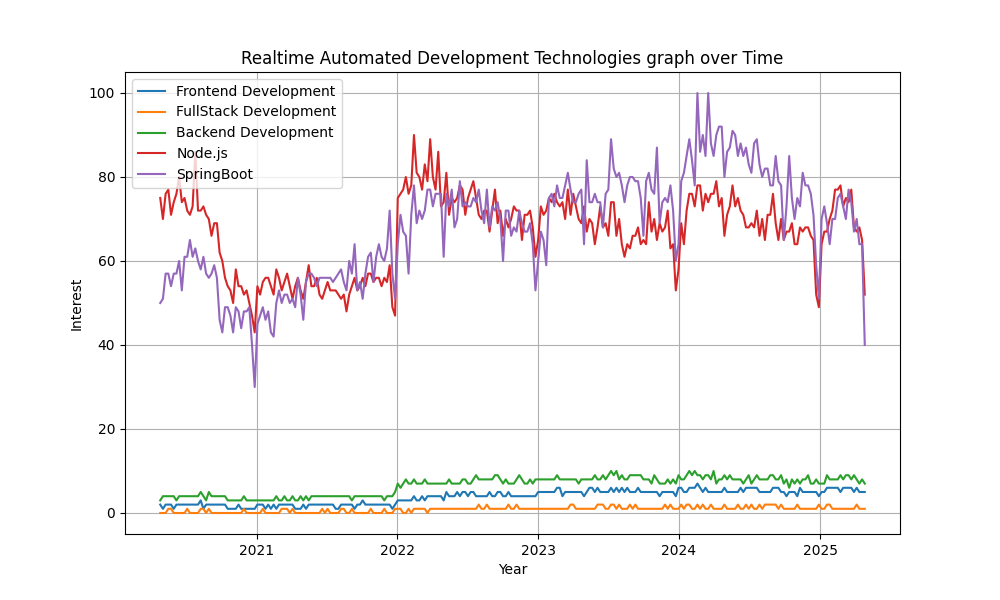 Realtime Automated Development Technologies graph over Time
Frontend Development
FullStack Development
Backend Development
Node.js
SpringBoot
100
80
60
40
20
0
Interest
2021 2022 2023 2024 2025
Year